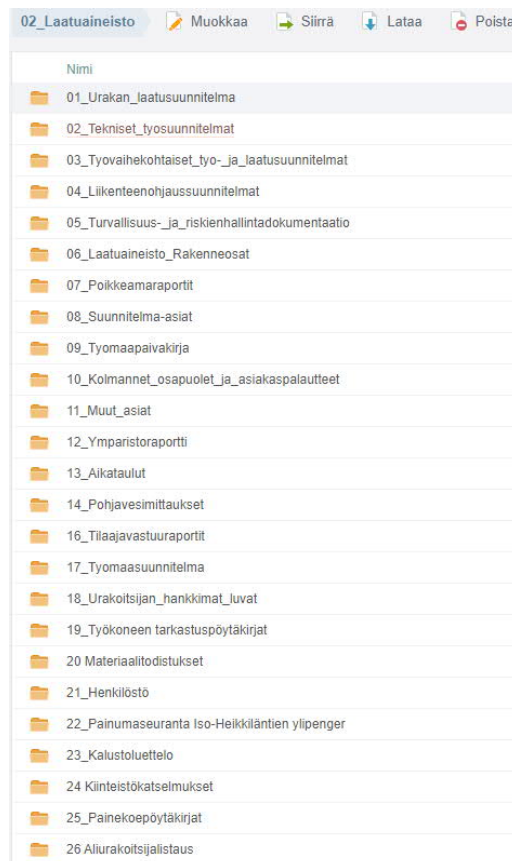 02_Laatuaineisto Muokkaa Siirrä Lataa Poista
Nimi
01_Urakan_laatusuunnitelma
02_Tekniset_tyosuunnitelmat
03_Tyovaihekohtaiset_tyo-_ja_laatusuunnitelmat
04_Liikenteenohjaussuunnitelmat
05_Turvallisuus-_ja_riskienhallintadokumentaatio
06_Laatuaineisto_Rakenneosat
07_Poikkeamaraportit
08_Suunnitelma-asiat
09_Tyomaapaivakirja
10_Kolmannet_osapuolet_ja_asiakaspalautteet
11_Muut_asiat
12_Ymparistoraportti
13_Aikataulut
14_Pohjavesimittaukset
16_Tilaajavastuuraportit
17_Tyomaasuunnitelma
18_Urakoitsijan_hankkimat_luvat
19_Työkoneen tarkastuspöytäkirjat
20 Materiaalitodistukset
21_Henkilöstö
22_Painumaseuranta Iso-Heikkiläntien ylipenger
23_Kalustoluettelo
24 Kiinteistökatselmukset
25_Painekoepöytäkirjat
26 Aliurakoitsijalistaus